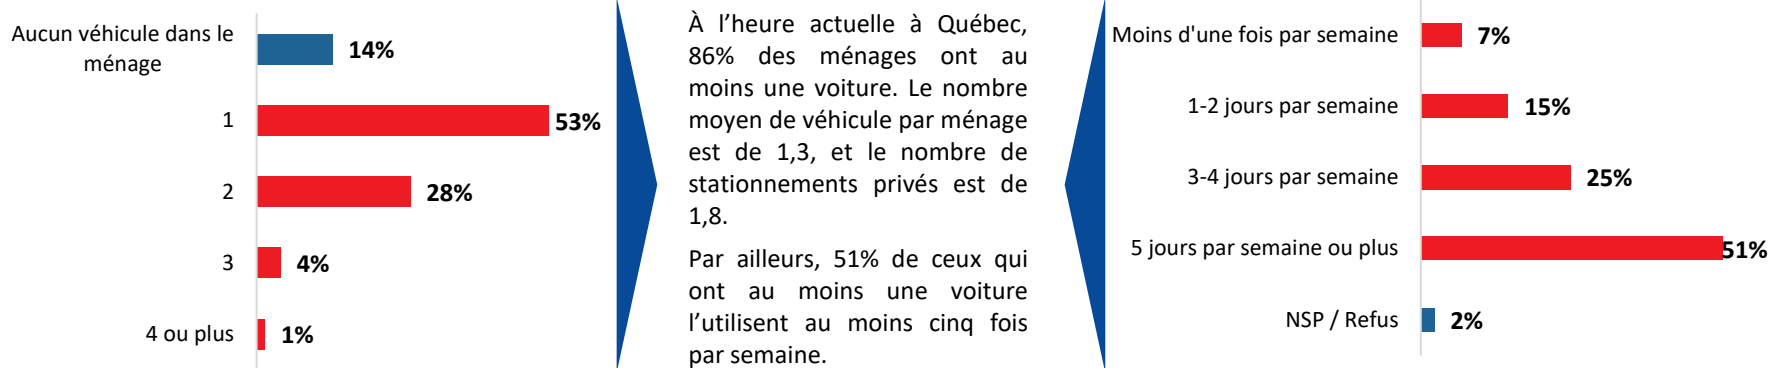 Aucun véhicule dans le
ménage
14%
1
53%
2
28%
3
4%
4 ou plus
1%
À l’heure actuelle à Québec,
86% des ménages ont au
moins une voiture. Le nombre
moyen de véhicule par ménage
est de 1,3, et le nombre de
stationnements privés est de
1,8.
Par ailleurs, 51% de ceux qui
ont au moins une voiture
l’utilisent au moins cinq fois
par semaine.
Moins d'une fois par semaine
7%
1-2 jours par semaine
15%
3-4 jours par semaine
25%
5 jours par semaine ou plus
51%
NSP / Refus
2%